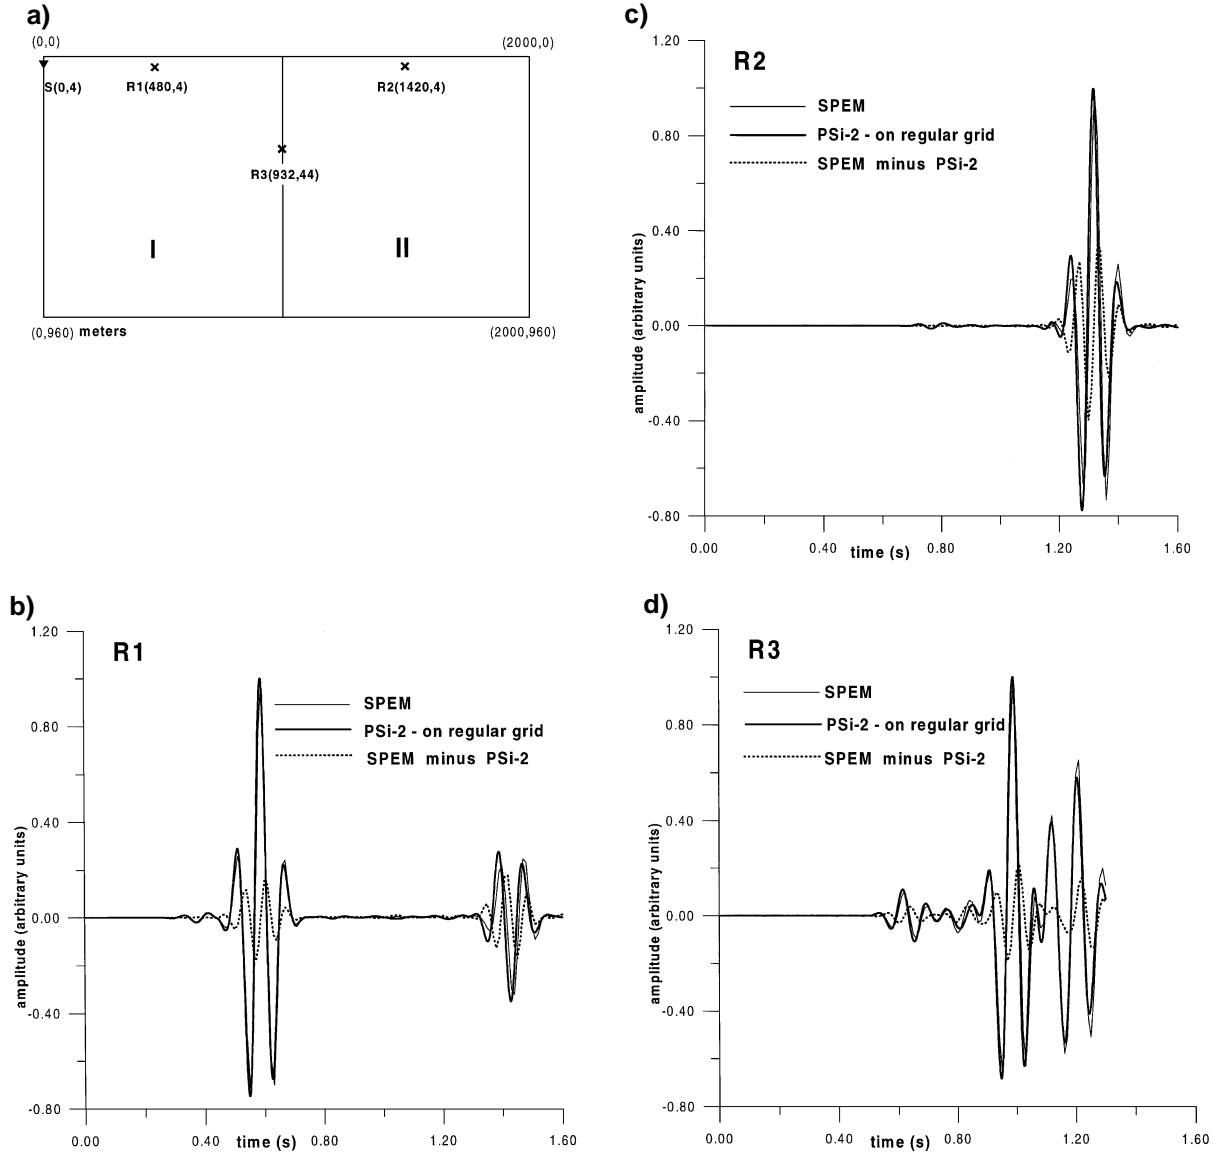 a)
(0,0)
(2000,0)
S(0,4)
R1(480,4)
R2(1420,4)
R3(932,44)
I
II
(0,960) meters
(2000,960)
c)
1.20
0.80
0.40
0.00
-0.40
-0.80
amplitude (arbitrary units)
R2
SPEM
PSi-2 - on regular grid
SPEM minus PSi-2
0.00
0.40
time (s)
0.80
1.20
1.60
b)
1.20
0.80
0.40
0.00
-0.40
-0.80
amplitude (arbitrary units)
R1
SPEM
PSi-2 - on regular grid
SPEM minus PSi-2
0.00
0.40
time (s)
0.80
1.20
1.60
d)
1.20
0.80
0.40
0.00
-0.40
-0.80
amplitude (arbitrary units)
R3
SPEM
PSi-2 - on regular grid
SPEM minus PSi-2
0.00
0.40
time (s)
0.80
1.20
1.60